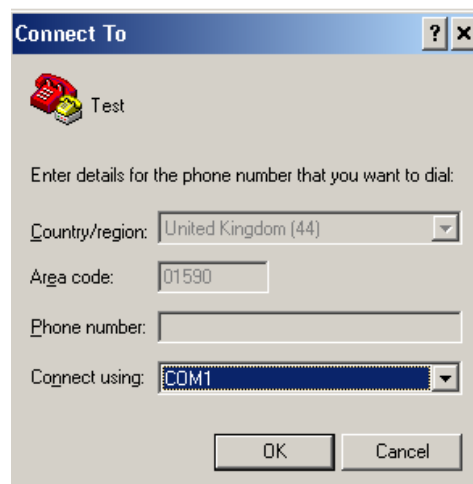 Connect To
Test
Enter details for the phone number that you want to dial:
Country/region: United Kingdom (44)
Area code: 01590
Phone number:
Connect using: COM1
OK Cancel